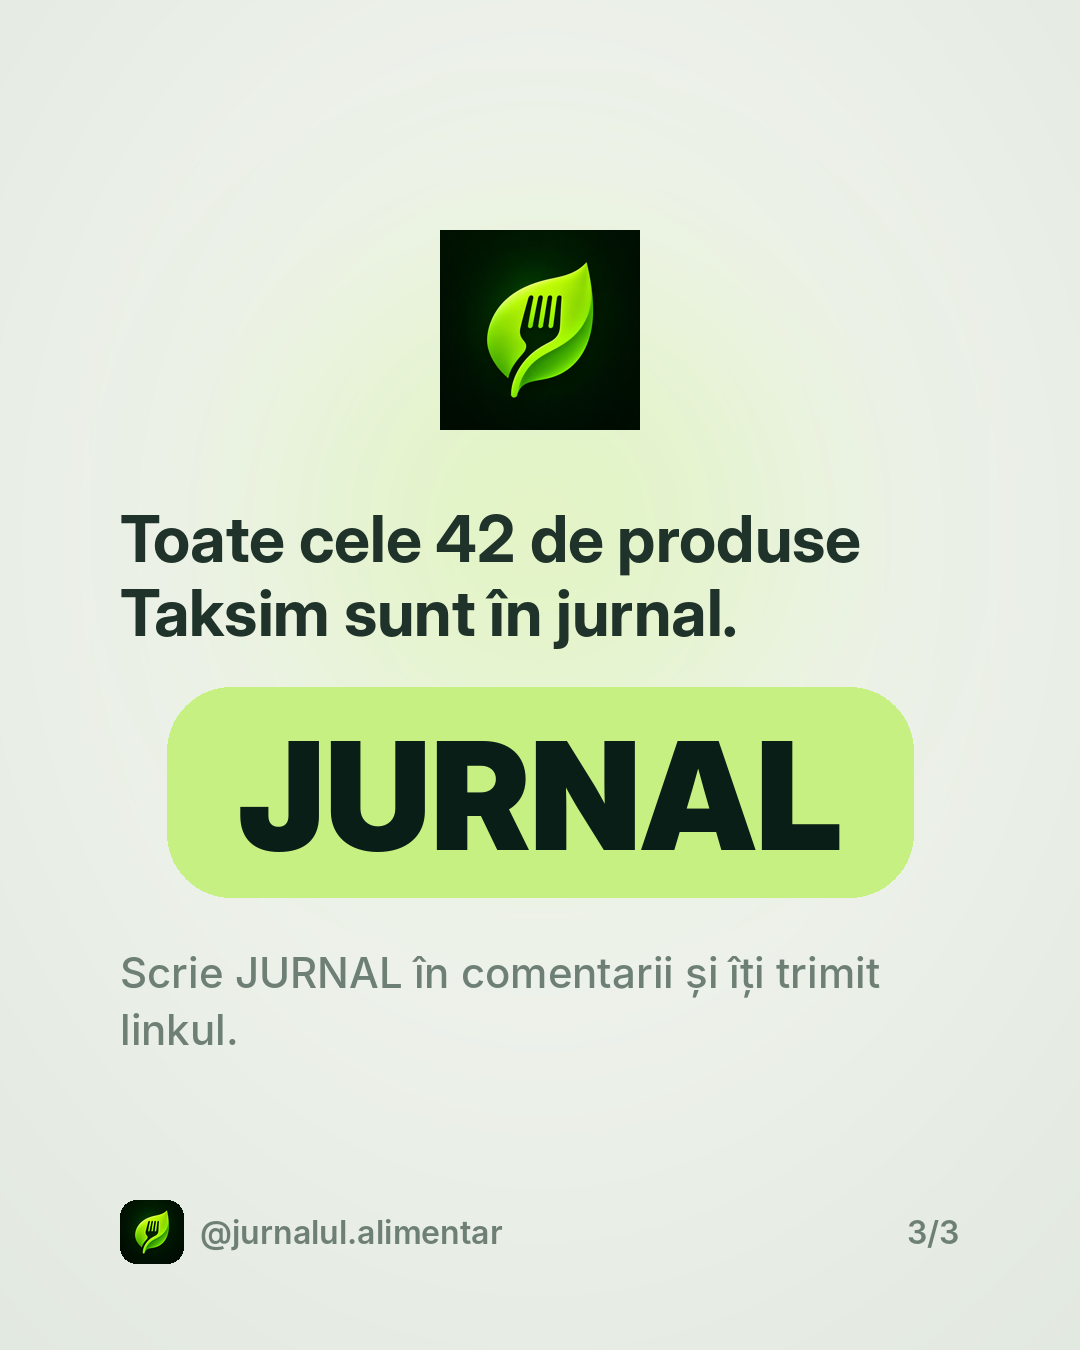 Toate cele 42 de produse
Taksim sunt în jurnal.
JURNAL
Scrie JURNAL în comentarii și îți trimit
linkul.
@jurnalul.alimentar
3/3